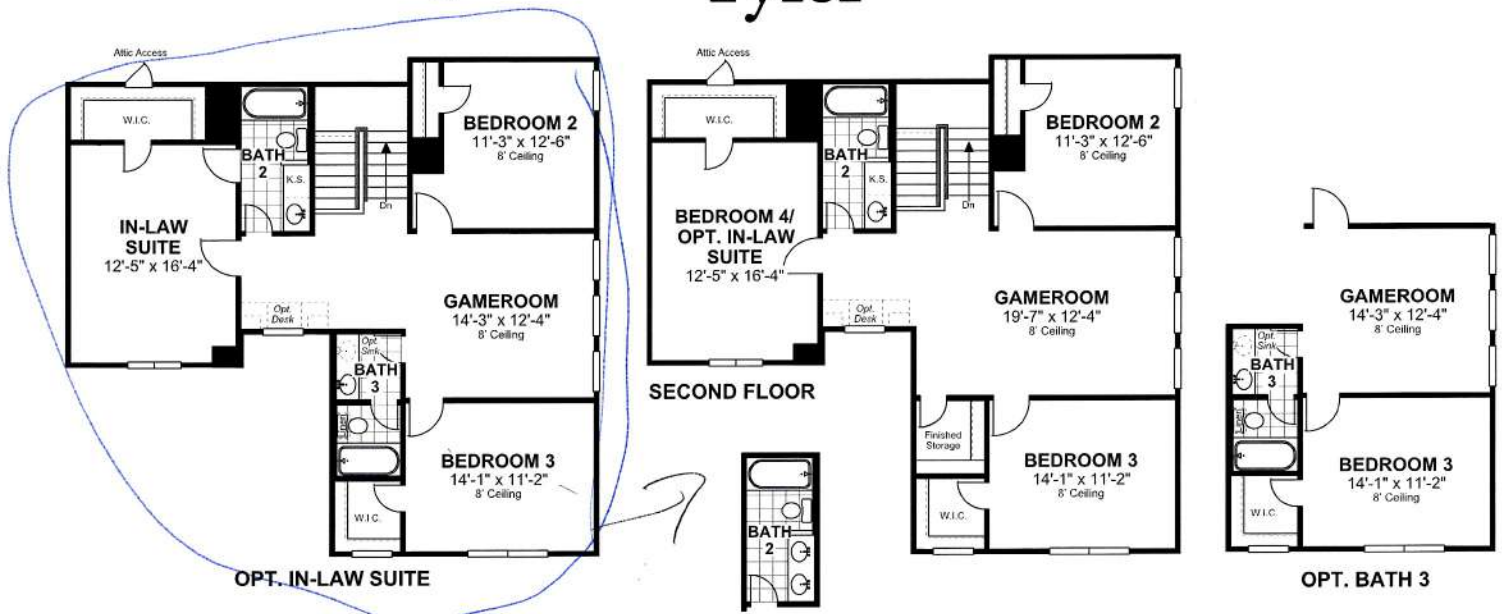 Tyler
Attic Access
W.I.C.
BATH
2
K.S.
Dn
BEDROOM 2
11'-3" x 12'-6"
8' Ceiling
IN-LAW
SUITE
12'-5" x 16'-4"
Opt.
Desk
GAMEROOM
14'-3" x 12'-4"
8' Ceiling
Opt.
Sink
BATH
3
Linen
BEDROOM 3
14'-1" x 11'-2"
8' Ceiling
W.I.C.
OPT. IN-LAW SUITE
Attic Access
W.I.C.
BATH
2
K.S.
Dn
BEDROOM 2
11'-3" x 12'-6"
8' Ceiling
BEDROOM 4/
OPT. IN-LAW
SUITE
12'-5" x 16'-4"
Opt.
Desk
GAMEROOM
19'-7" x 12'-4"
8' Ceiling
SECOND FLOOR
Finished
Storage
BEDROOM 3
14'-1" x 11'-2"
8' Ceiling
W.I.C.
BATH
2
GAMEROOM
14'-3" x 12'-4"
8' Ceiling
Opt.
Sink
BATH
3
Linen
BEDROOM 3
14'-1" x 11'-2"
8' Ceiling
W.I.C.
OPT. BATH 3